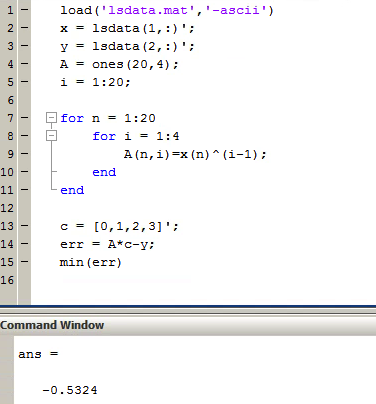 1 - load('lsdata.mat','-ascii')
2 - x = lsdata(1,:)';
3 - y = lsdata(2,:)';
4 - A = ones(20,4);
5 - i = 1:20;
6
7 - for n = 1:20
8 - for i = 1:4
9 - A(n,i)=x(n)^(i-1);
10 - end
11 - end
12
13 - c = [0,1,2,3]';
14 - err = A*c-y;
15 - min(err)
16
Command Window
ans =
-0.5324